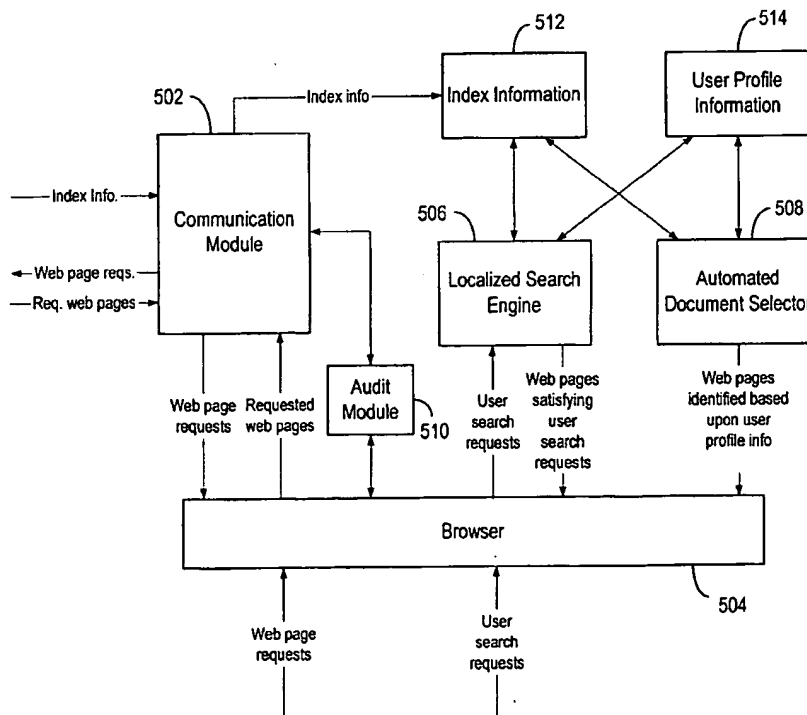 512
514
502
Index info
Index Information
User Profile
Information
Index Info.
Communication
Module
506
508
Web page reqs.
Req. web pages
Localized Search
Engine
Automated
Document Selector
Web page
requests
Requested
web pages
Audit
Module
510
User
search
requests
Web pages
satisfying
user
search
requests
Web pages
identified based
upon user
profile info
Browser
504
Web page
requests
User
search
requests